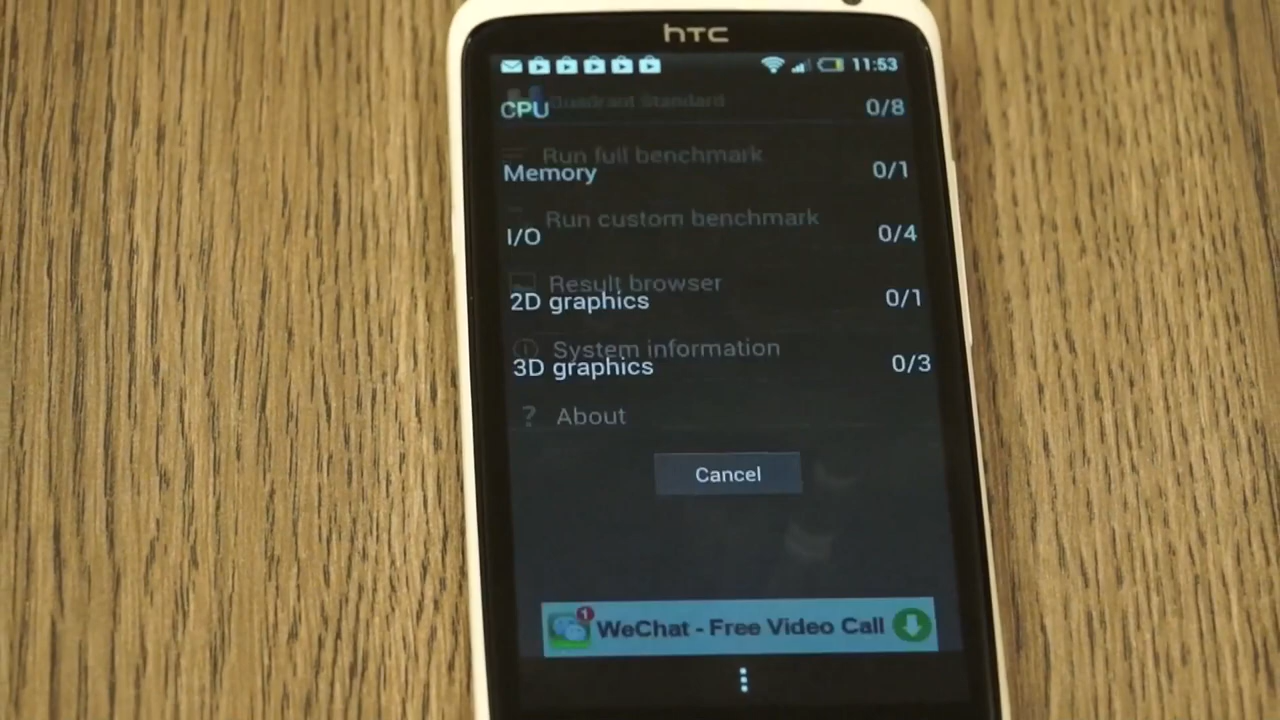 hTC
11:53
Quadrant Standard
CPU 0/8
Run full benchmark
Memory 0/1
Run custom benchmark
I/O 0/4
Result browser
2D graphics 0/1
System information
3D graphics 0/3
? About
Cancel
1
WeChat - Free Video Call